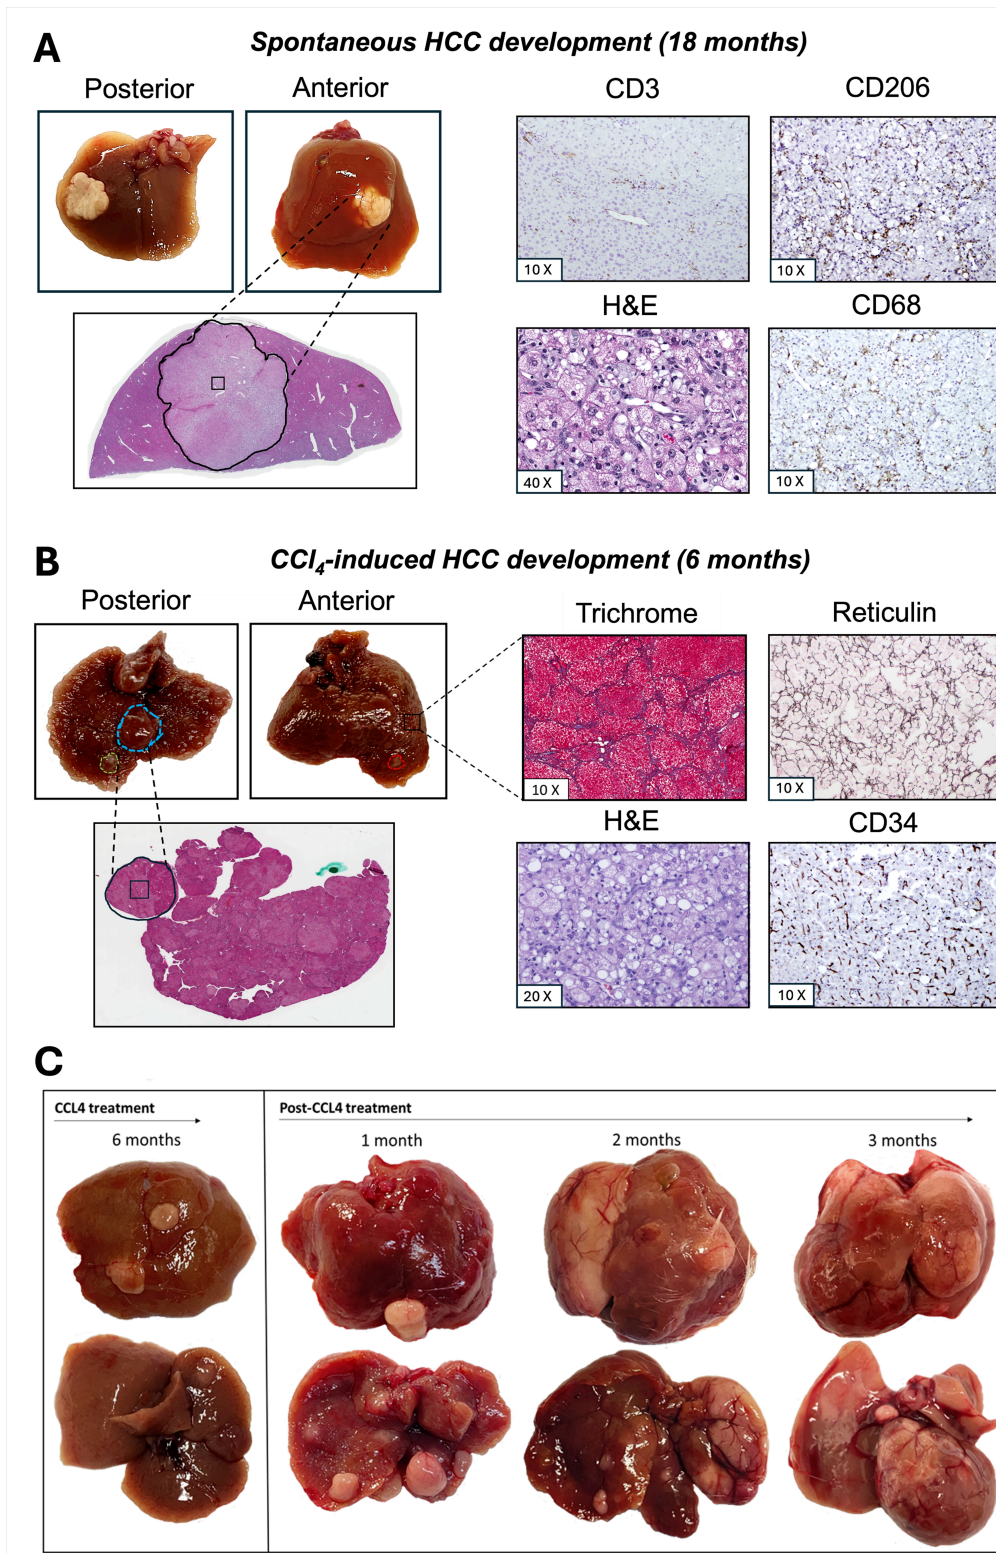 A
Spontaneous HCC development (18 months)
Posterior
Anterior
CD3
CD206
10 X
10 X
H&E
CD68
40 X
10 X
B
CCl4-induced HCC development (6 months)
Posterior
Anterior
Trichrome
Reticulin
10 X
10 X
H&E
CD34
20 X
10 X
C
CCL4 treatment
Post-CCL4 treatment
6 months
1 month
2 months
3 months